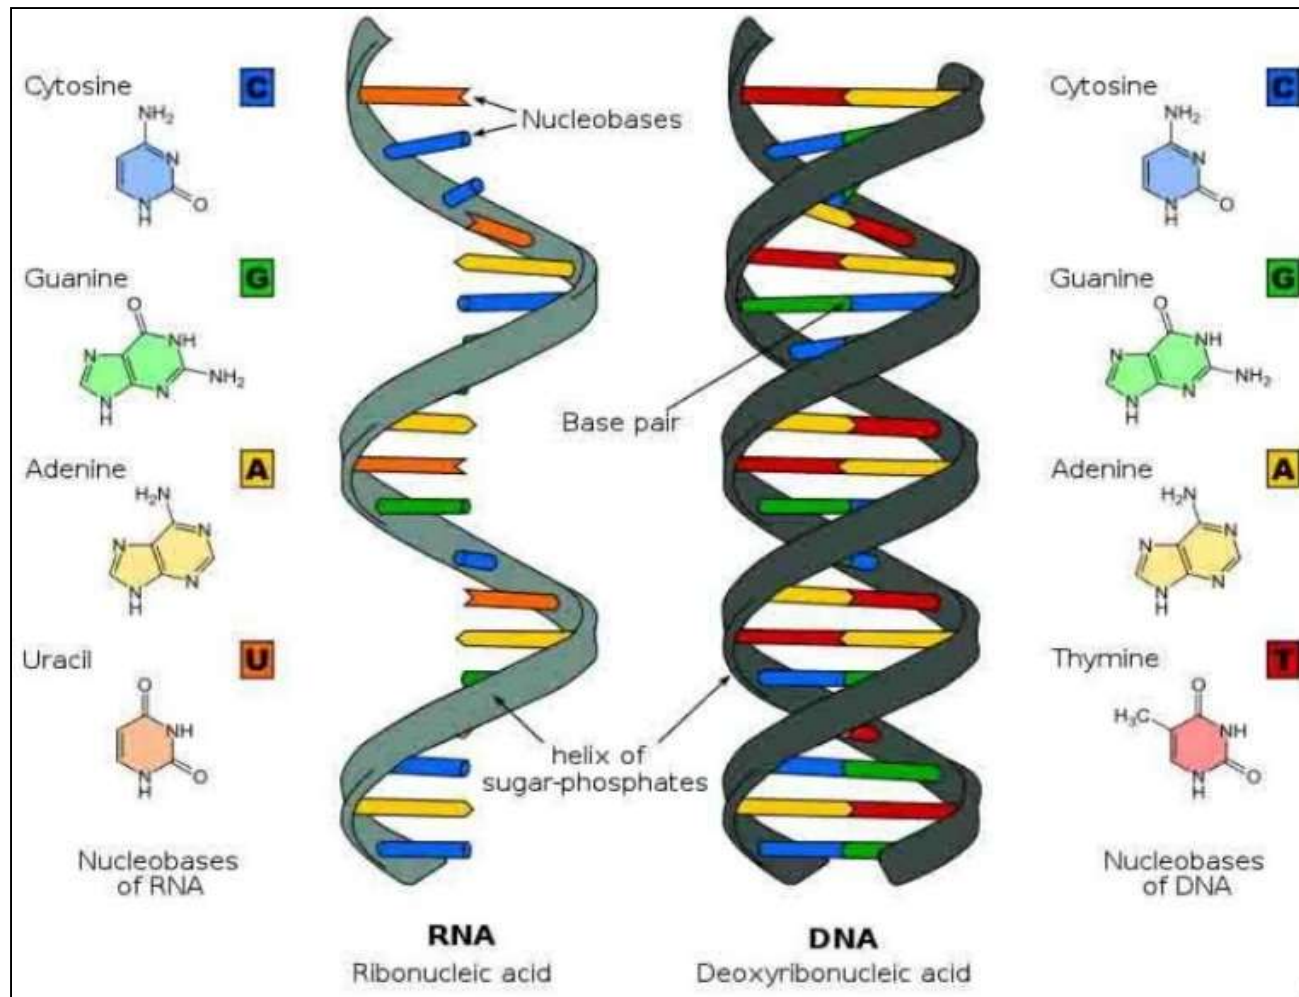 Cytosine
C
NH₂
N
N
H
O
Guanine
G
O
N
NH
N
H
N
NH₂
Adenine
A
H₂N
N
N
N
H
N
Uracil
U
O
NH
N
H
O
Nucleobases
of RNA
Nucleobases
Base pair
helix of
sugar-phosphates
RNA
Ribonucleic acid
DNA
Deoxyribonucleic acid
Cytosine
C
NH₂
N
N
H
O
Guanine
G
O
N
NH
N
H
N
NH₂
Adenine
A
H₂N
N
N
N
H
N
Thymine
T
O
H₃C
NH
N
H
O
Nucleobases
of DNA